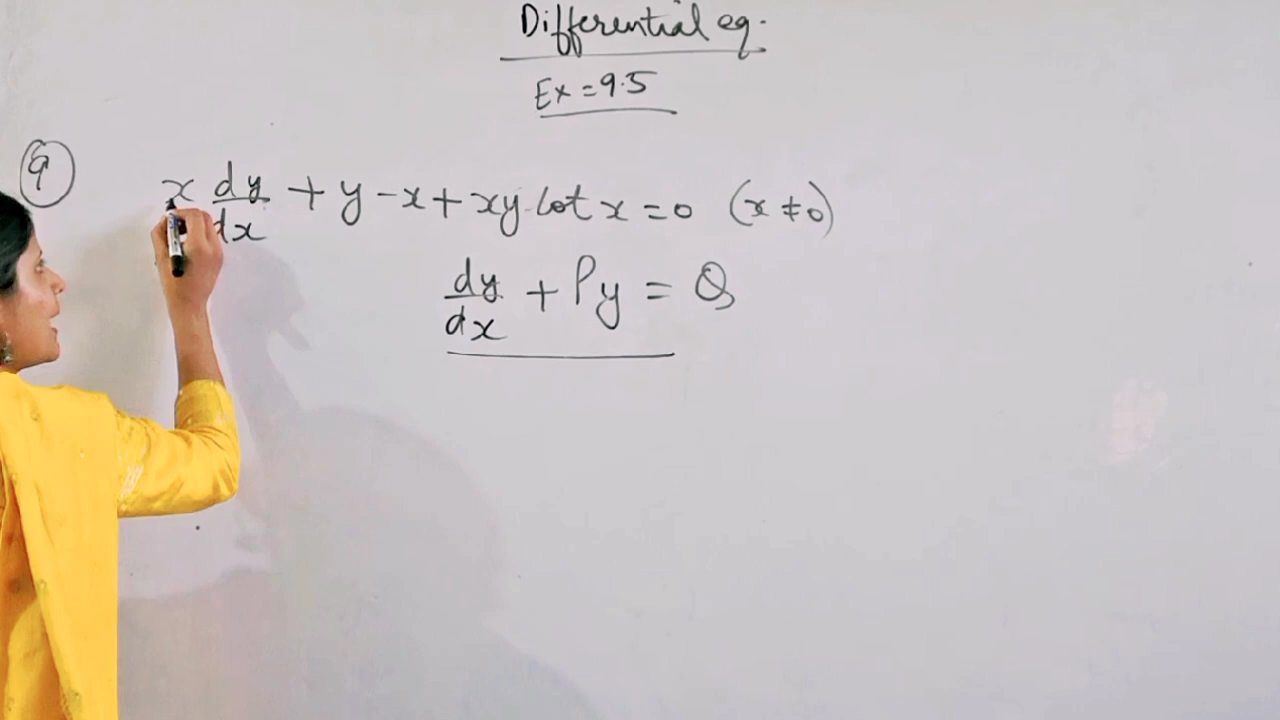 Differential eq.
Ex = 9.5
9
x dy/dx + y - x + xy cot x = 0 (x ≠ 0)
dy/dx + Py = Q